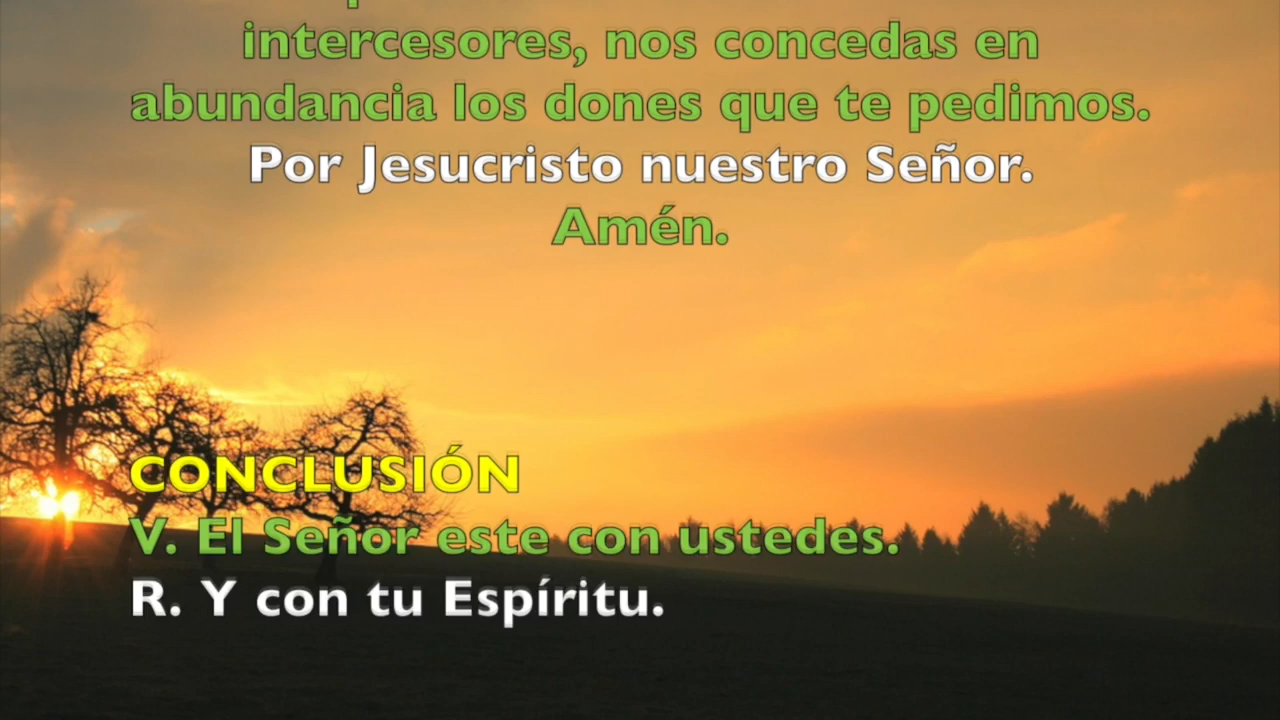 intercesores, nos concedas en
abundancia los dones que te pedimos.
Por Jesucristo nuestro Señor.
Amén.
CONCLUSIÓN
V. El Señor este con ustedes.
R. Y con tu Espíritu.